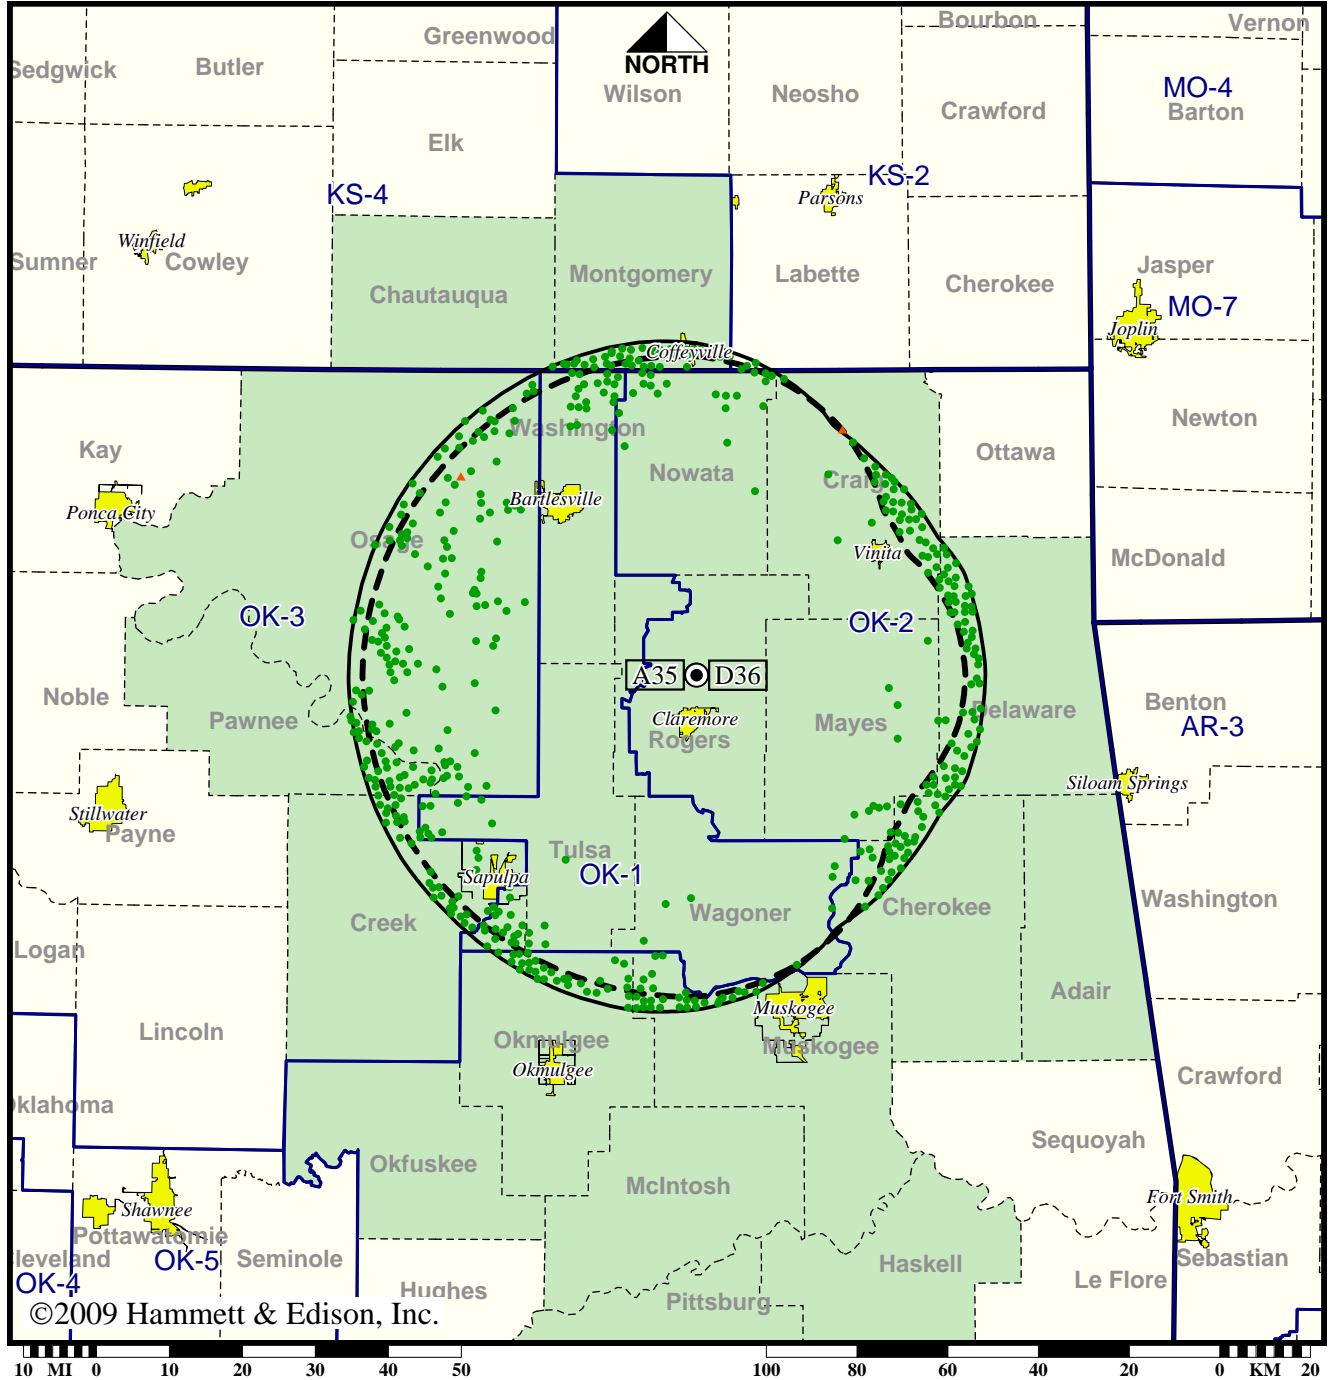 Bourbon
Vernon
Greenwood
Sedgwick
Butler
NORTH
Wilson
Neosho
MO-4
Crawford
Barton
Elk
KS-4
KS-2
Parsons
Winfield
Sumner
Cowley
Chautauqua
Montgomery
Labette
Cherokee
Jasper
MO-7
Joplin
Coffeyville
Kay
Washington
Nowata
Craig
Ottawa
Newton
Ponca City
Bartlesville
Osage
Vinita
McDonald
OK-3
OK-2
A35
D36
Noble
Pawnee
Claremore
Rogers
Mayes
Delaware
Benton
AR-3
Siloam Springs
Stillwater
Payne
Tulsa
OK-1
Sapulpa
Creek
Wagoner
Cherokee
Washington
Logan
Adair
Lincoln
Okmulgee
Okmulgee
Muskogee
Muskogee
Crawford
Oklahoma
Sequoyah
Okfuskee
McIntosh
Shawnee
Pottawatomie
Fort Smith
Cleveland
OK-5
Seminole
Haskell
Sebastian
OK-4
Hughes
Pittsburg
Le Flore
©2009 Hammett & Edison, Inc.
10 MI 0 10 20 30 40 50 100 80 60 40 20 0 KM 20